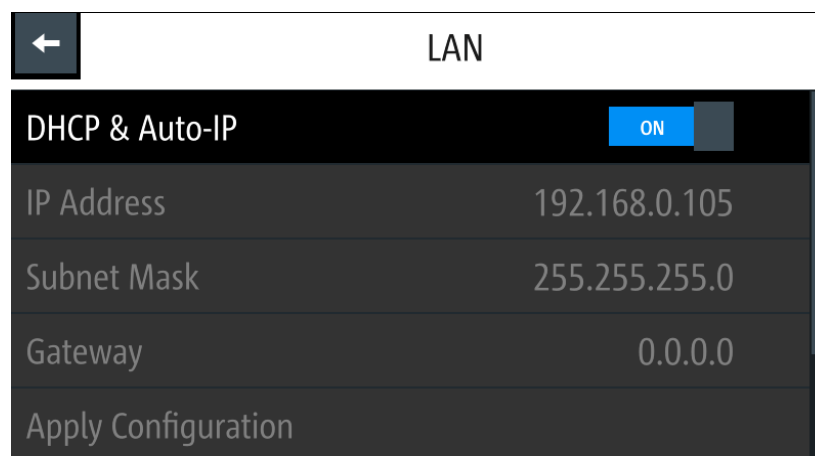 LAN
DHCP & Auto-IP ON
IP Address 192.168.0.105
Subnet Mask 255.255.255.0
Gateway 0.0.0.0
Apply Configuration